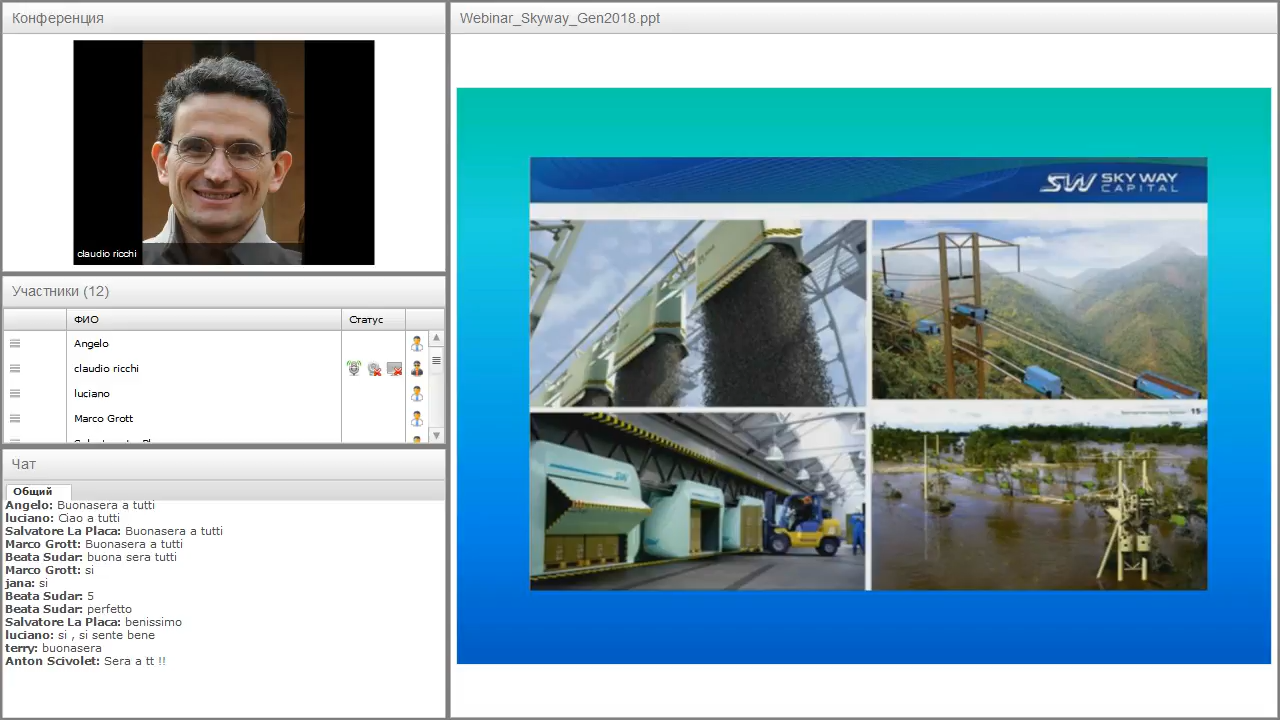 Конференция
claudio ricchi
Участники (12)
ФИО
Статус
Angelo
claudio ricchi
luciano
Marco Grott
Чат
Общий
Angelo: Buonasera a tutti
luciano: Ciao a tutti
Salvatore La Placa: Buonasera a tutti
Marco Grott: Buonasera a tutti
Beata Sudar: buona sera tutti
Marco Grott: si
jana: si
Beata Sudar: 5
Beata Sudar: perfetto
Salvatore La Placa: benissimo
luciano: si , si sente bene
terry: buonasera
Anton Scivolet: Sera a tt !!
Webinar_Skyway_Gen2018.ppt
SW SKY WAY
CAPITAL
SW
15